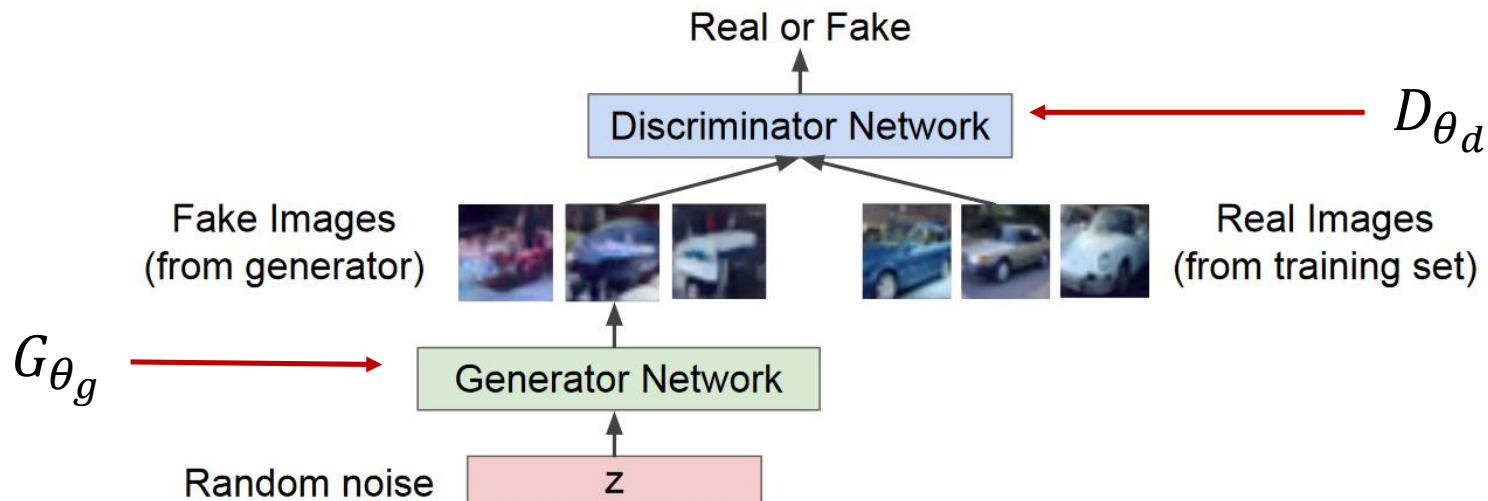 Real or Fake
Discriminator Network
D_{θ_d}
Fake Images
(from generator)
Real Images
(from training set)
G_{θ_g}
Generator Network
Random noise
z